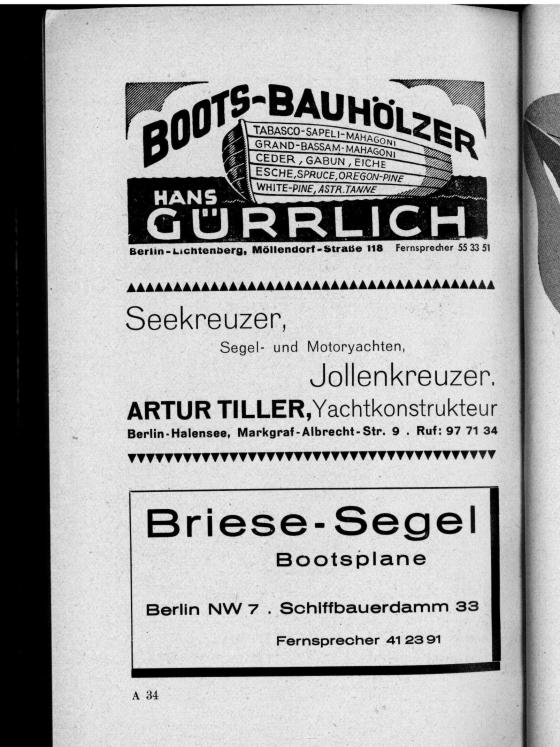 BOOTS-BAUHÖLZER
TABASCO-SAPELI-MAHAGONI
GRAND-BASSAM-MAHAGONI
CEDER, GABUN, EICHE
ESCHE, SPRUCE, OREGON-PINE
WHITE-PINE, ASTR. TANNE
HANS
GÜRRLICH
Berlin-Lichtenberg, Möllendorf-Straße 118 Fernsprecher 55 33 51
Seekreuzer,
Segel- und Motoryachten,
Jollenkreuzer.
ARTUR TILLER, Yachtkonstrukteur
Berlin-Halensee, Markgraf-Albrecht-Str. 9 . Ruf: 97 71 34
Briese-Segel
Bootsplane
Berlin NW 7 . Schiffbauerdamm 33
Fernsprecher 41 23 91
A 34